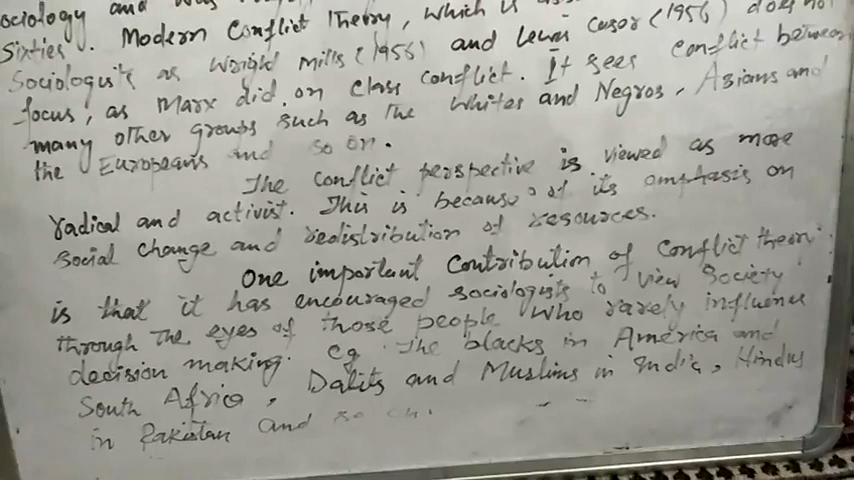 ociology and
Sixties. Modern Conflict Theory, which is
Sociologists as Wright Mills (1956) and Lewis Coser (1956) does not
focus, as Marx did, on class conflict. It sees conflict between
many other groups such as the Whites and Negros, Asians and
the Europeans and so on.
The conflict perspective is viewed as more
radical and activist. This is because of its emphasis on
social change and redistribution of resources.
One important contribution of conflict theory
is that it has encouraged sociologists to view society
through the eyes of those people who rarely influence
decision making. eg. The blacks in America and
South Africa, Dalits and Muslims in India, Hindus
in Pakistan and so on.